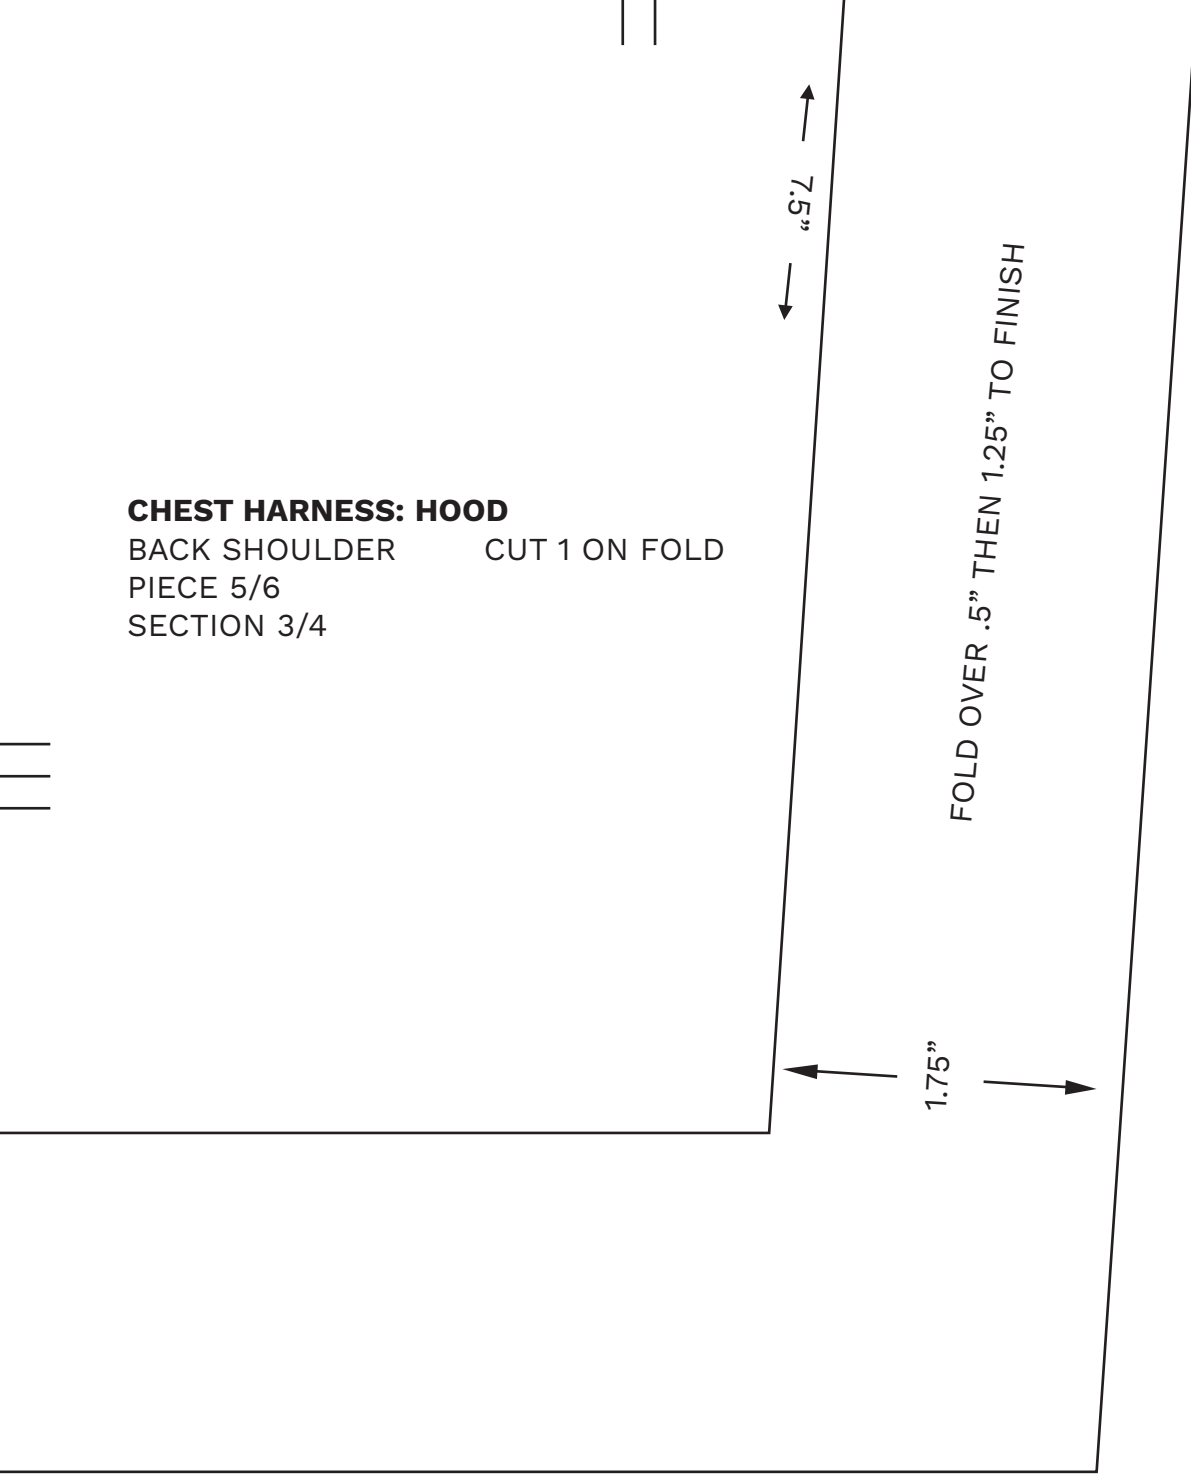 7.5”
FOLD OVER .5” THEN 1.25” TO FINISH
CHEST HARNESS: HOOD
BACK SHOULDER CUT 1 ON FOLD
PIECE 5/6
SECTION 3/4
1.75”